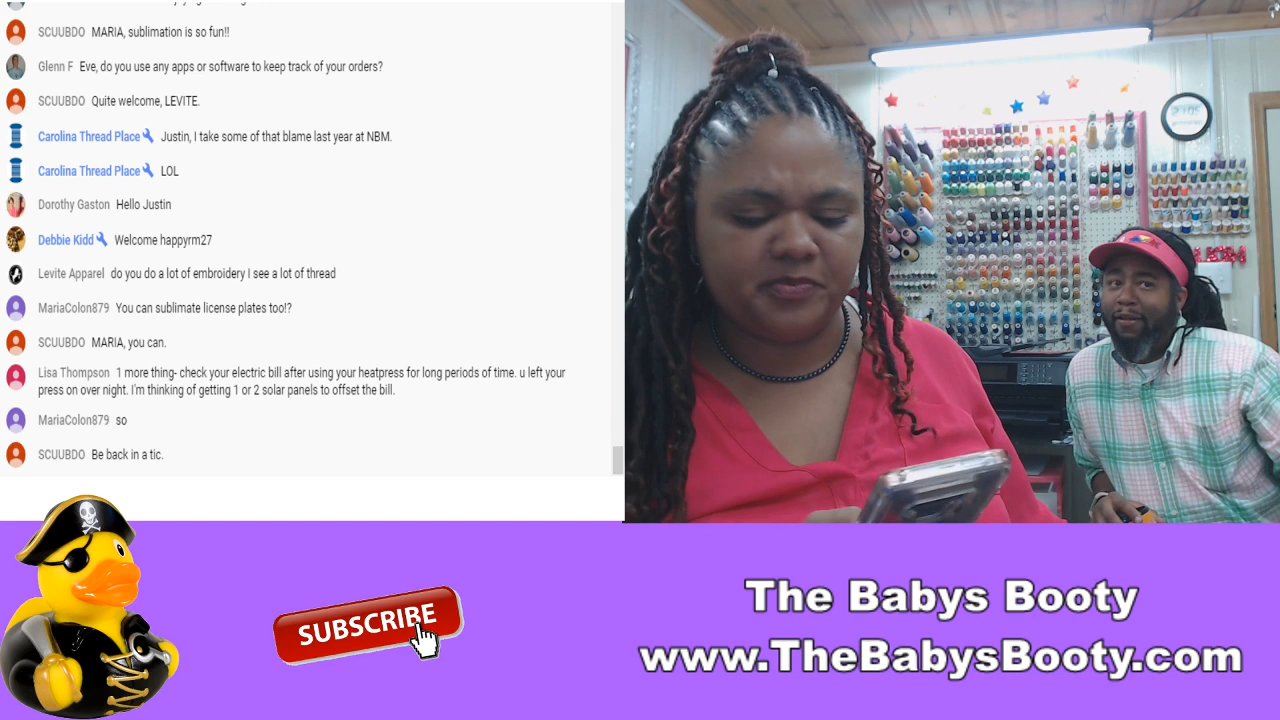 SCUUBDO MARIA, sublimation is so fun!!
Glenn F Eve, do you use any apps or software to keep track of your orders?
SCUUBDO Quite welcome, LEVITE.
Carolina Thread Place Justin, I take some of that blame last year at NBM.
Carolina Thread Place LOL
Dorothy Gaston Hello Justin
Debbie Kidd Welcome happyrm27
Levite Apparel do you do a lot of embroidery I see a lot of thread
MariaColon879 You can sublimate license plates too!?
SCUUBDO MARIA, you can.
Lisa Thompson 1 more thing- check your electric bill after using your heatpress for long periods of time. u left your
press on over night. I'm thinking of getting 1 or 2 solar panels to offset the bill.
MariaColon879 so
SCUUBDO Be back in a tic.
SUBSCRIBE
The Babys Booty
www.TheBabysBooty.com